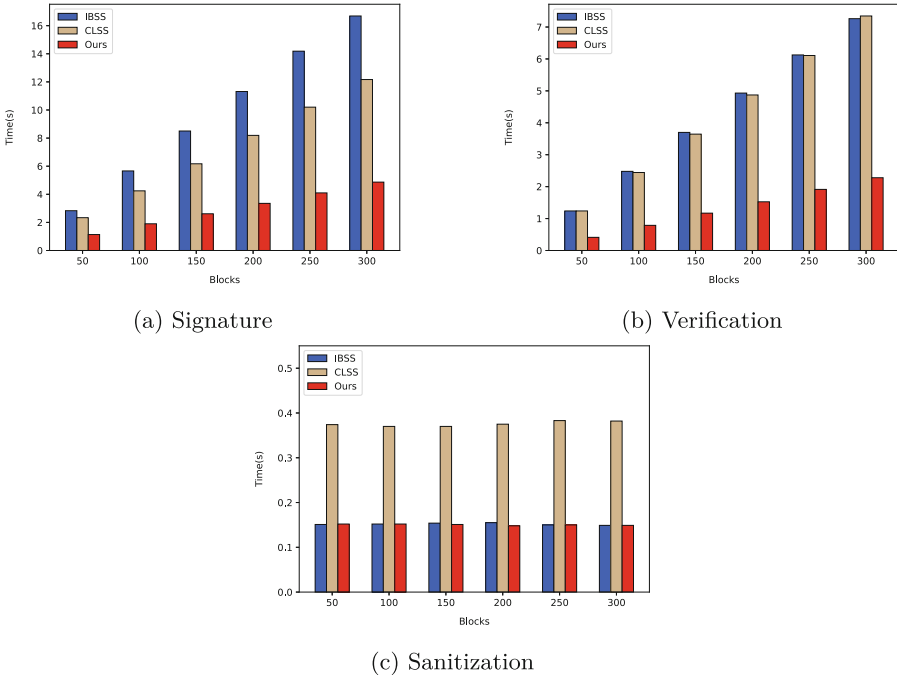 IBSS
CLSS
Ours
16
14
12
10
8
6
4
2
0
Time(s)
50 100 150 200 250 300
Blocks
(a) Signature
IBSS
CLSS
Ours
7
6
5
4
3
2
1
0
Time(s)
50 100 150 200 250 300
Blocks
(b) Verification
IBSS
CLSS
Ours
0.5
0.4
0.3
0.2
0.1
0.0
Time(s)
50 100 150 200 250 300
Blocks
(c) Sanitization